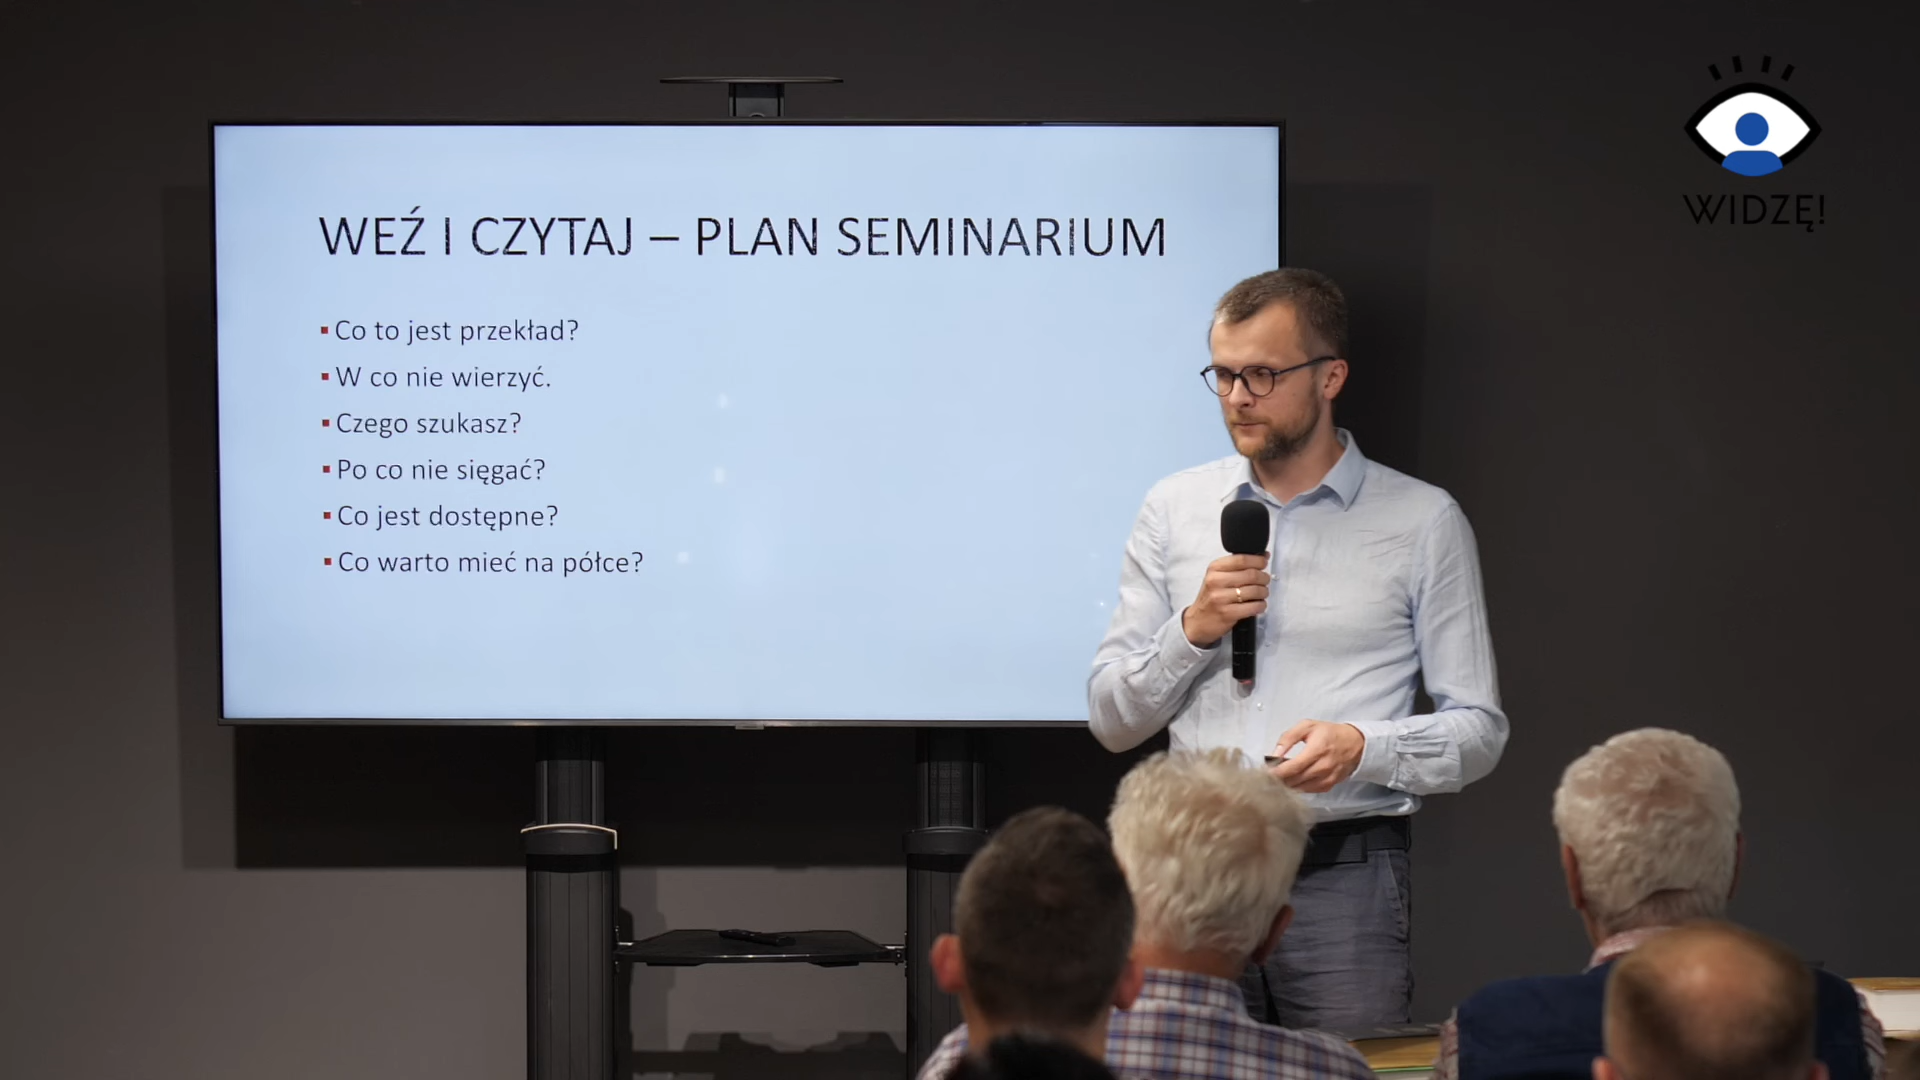 WIDZĘ!
WEŹ I CZYTAJ – PLAN SEMINARIUM
▪ Co to jest przekład?
▪ W co nie wierzyć.
▪ Czego szukasz?
▪ Po co nie sięgać?
▪ Co jest dostępne?
▪ Co warto mieć na półce?